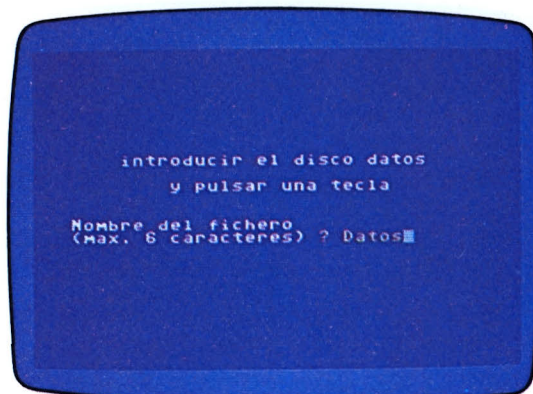 introducir el disco datos
y pulsar una tecla
Nombre del fichero
(max. 6 caracteres) ? Datos